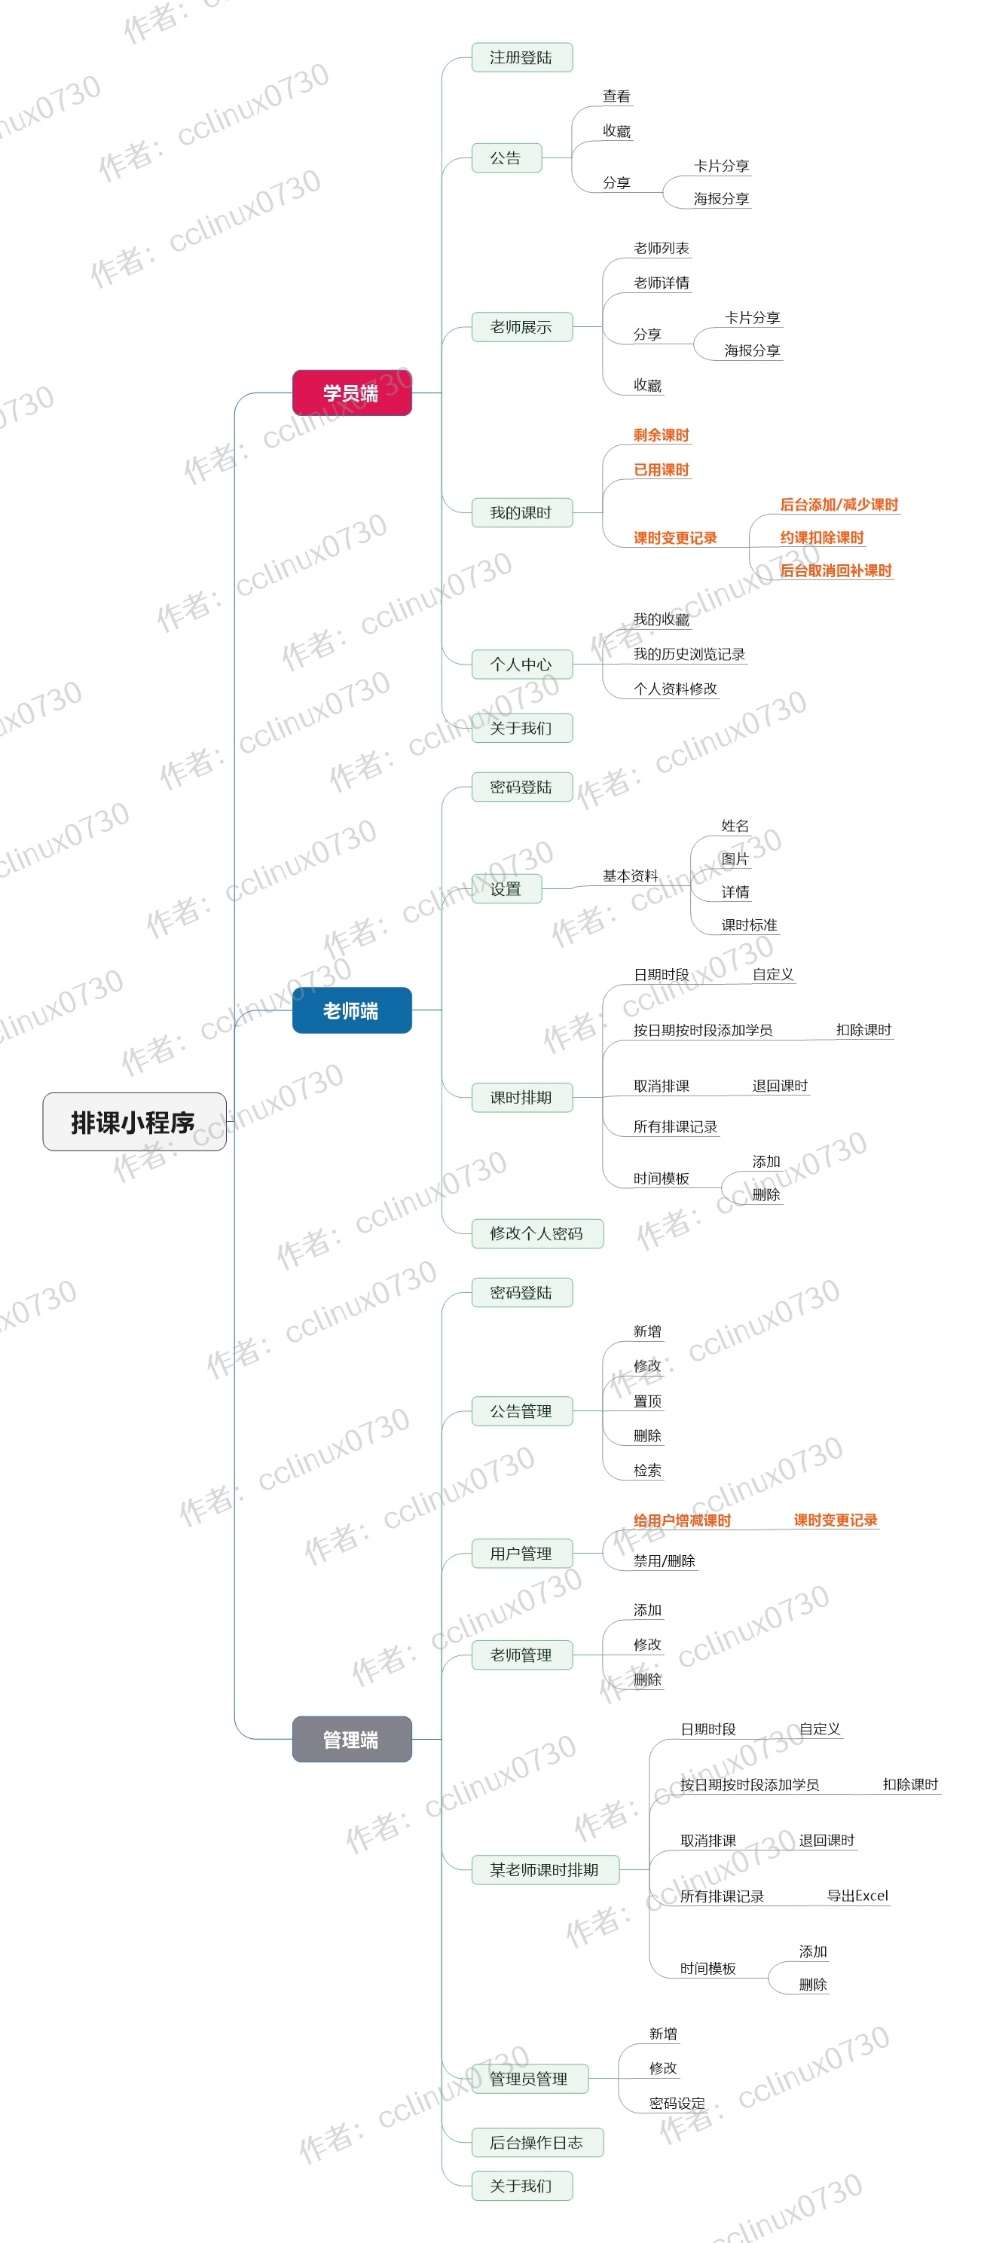 排课小程序
学员端
注册登陆
公告
查看
收藏
分享
卡片分享
海报分享
老师展示
老师列表
老师详情
分享
卡片分享
海报分享
收藏
我的课时
剩余课时
已用课时
课时变更记录
后台添加/减少课时
约课扣除课时
后台取消回补课时
个人中心
我的收藏
我的历史浏览记录
个人资料修改
关于我们
老师端
密码登陆
设置
基本资料
姓名
图片
详情
课时标准
课时排期
日期时段
自定义
按日期按时段添加学员
扣除课时
取消排课
退回课时
所有排课记录
时间模板
添加
删除
修改个人密码
管理端
密码登陆
公告管理
新增
修改
置顶
删除
检索
用户管理
给用户增减课时
课时变更记录
禁用/删除
老师管理
添加
修改
删除
某老师课时排期
日期时段
自定义
按日期按时段添加学员
扣除课时
取消排课
退回课时
所有排课记录
导出Excel
时间模板
添加
删除
管理员管理
新增
修改
密码设定
后台操作日志
关于我们
作者：cclinux0730